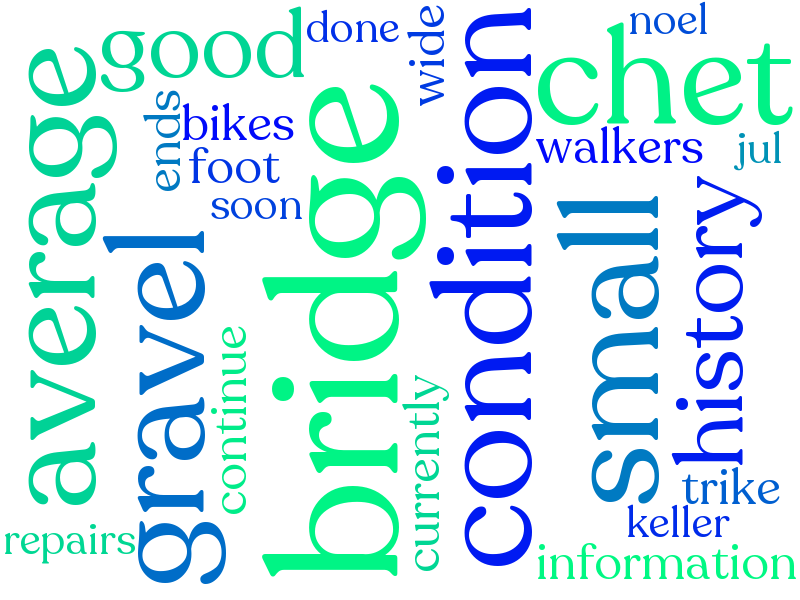 good
done
wide
noel
chet
average
ends
bikes
foot
soon
bridge
condition
walkers
jul
gravel
small
history
continue
currently
trike
keller
repairs
information